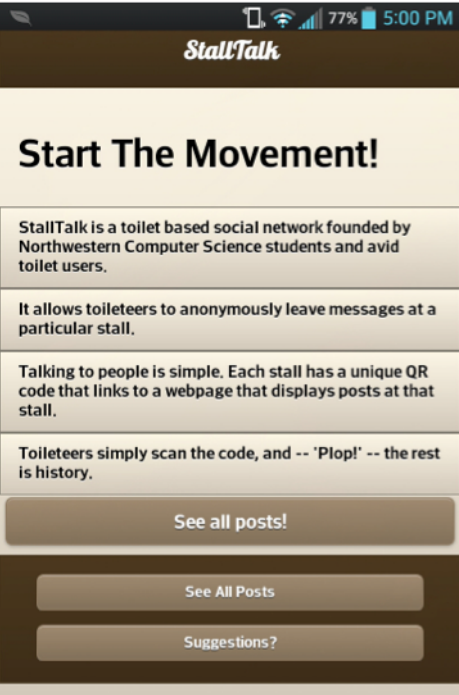 77% 5:00 PM
StallTalk
Start The Movement!
StallTalk is a toilet based social network founded by
Northwestern Computer Science students and avid
toilet users.
It allows toileteers to anonymously leave messages at a
particular stall.
Talking to people is simple. Each stall has a unique QR
code that links to a webpage that displays posts at that
stall.
Toileteers simply scan the code, and -- 'Plop!' -- the rest
is history.
See all posts!
See All Posts
Suggestions?